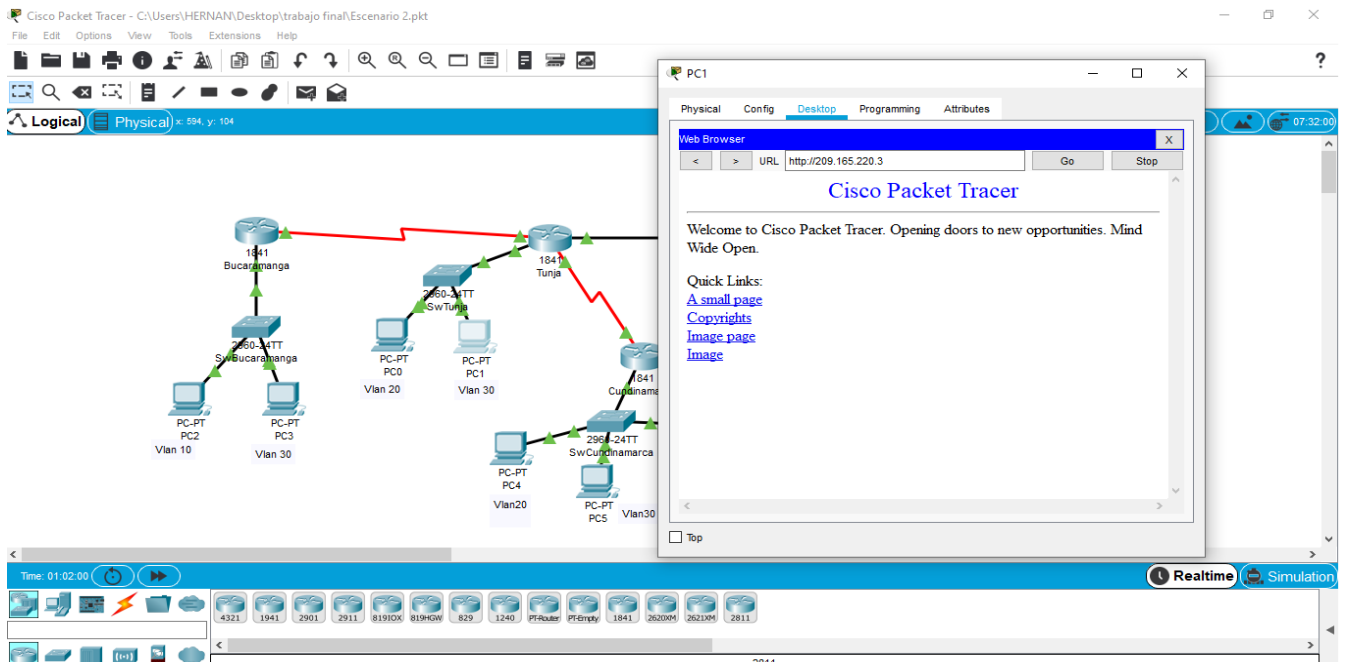 Cisco Packet Tracer - C:\Users\HERNAN\Desktop\trabajo final\Escenario 2.pkt
File Edit Options View Tools Extensions Help
Logical Physical x: 594, y: 104
07:32:00
1841
Bucaramanga
2960-24TT
SwBucaramanga
PC-PT
PC2
Vlan 10
PC-PT
PC3
Vlan 30
1841
Tunja
2960-24TT
SwTunja
PC-PT
PC0
Vlan 20
PC-PT
PC1
Vlan 30
1841
Cundinama
2960-24TT
SwCundinamarca
PC-PT
PC4
Vlan20
PC-PT
PC5
Vlan30
PC1
Physical Config Desktop Programming Attributes
Web Browser X
< > URL http://209.165.220.3 Go Stop
Cisco Packet Tracer
Welcome to Cisco Packet Tracer. Opening doors to new opportunities. Mind
Wide Open.
Quick Links:
A small page
Copyrights
Image page
Image
Top
Time: 01:02:00
Realtime Simulation
4321 1941 2901 2911 819IOX 819HGW 829 1240 PT-Router PT-Empty 1841 2620XM 2621XM 2811